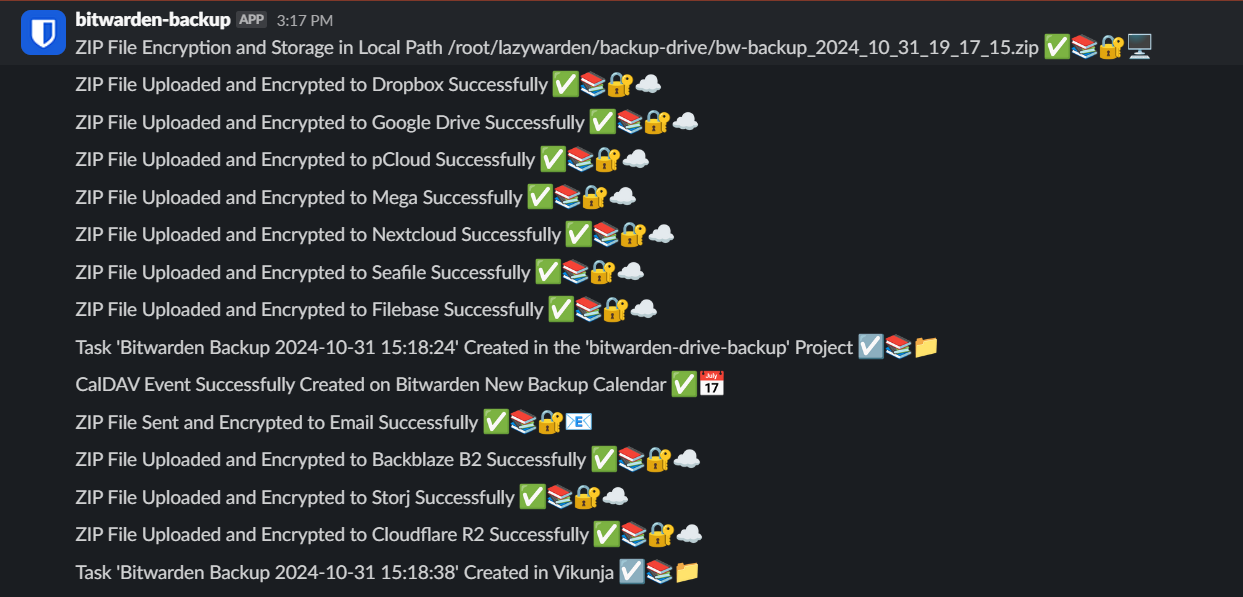 bitwarden-backup APP 3:17 PM
ZIP File Encryption and Storage in Local Path /root/lazywarden/backup-drive/bw-backup_2024_10_31_19_17_15.zip ✅📚🔐🖥️
ZIP File Uploaded and Encrypted to Dropbox Successfully ✅📚🔐☁️
ZIP File Uploaded and Encrypted to Google Drive Successfully ✅📚🔐☁️
ZIP File Uploaded and Encrypted to pCloud Successfully ✅📚🔐☁️
ZIP File Uploaded and Encrypted to Mega Successfully ✅📚🔐☁️
ZIP File Uploaded and Encrypted to Nextcloud Successfully ✅📚🔐☁️
ZIP File Uploaded and Encrypted to Seafile Successfully ✅📚🔐☁️
ZIP File Uploaded and Encrypted to Filebase Successfully ✅📚🔐☁️
Task 'Bitwarden Backup 2024-10-31 15:18:24' Created in the 'bitwarden-drive-backup' Project ☑️📚📁
CalDAV Event Successfully Created on Bitwarden New Backup Calendar ✅📅
ZIP File Sent and Encrypted to Email Successfully ✅📚🔐📧
ZIP File Uploaded and Encrypted to Backblaze B2 Successfully ✅📚🔐☁️
ZIP File Uploaded and Encrypted to Storj Successfully ✅📚🔐☁️
ZIP File Uploaded and Encrypted to Cloudflare R2 Successfully ✅📚🔐☁️
Task 'Bitwarden Backup 2024-10-31 15:18:38' Created in Vikunja ☑️📚📁